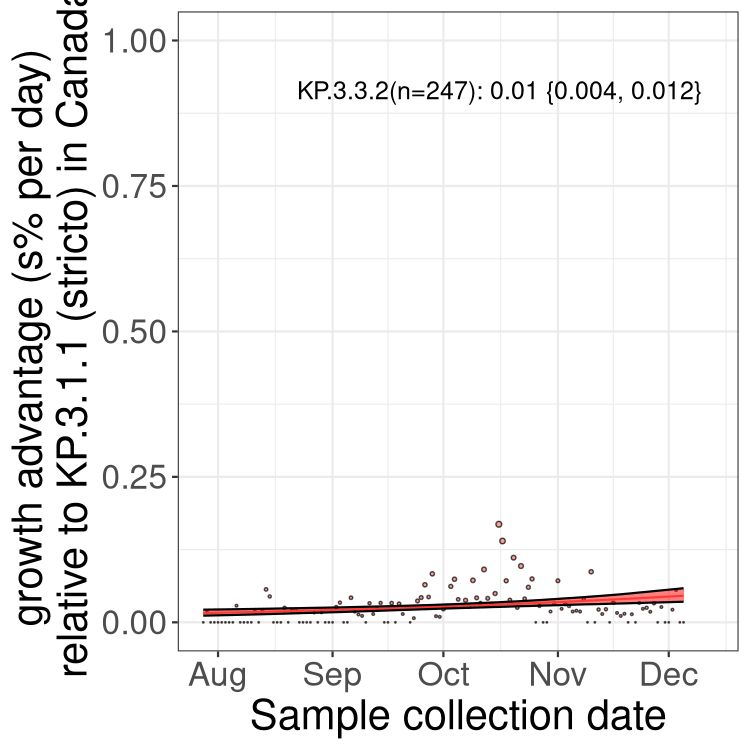 growth advantage (s% per day)
relative to KP.3.1.1 (stricto) in Canada
1.00
0.75
0.50
0.25
0.00
KP.3.3.2(n=247): 0.01 {0.004, 0.012}
Aug Sep Oct Nov Dec
Sample collection date